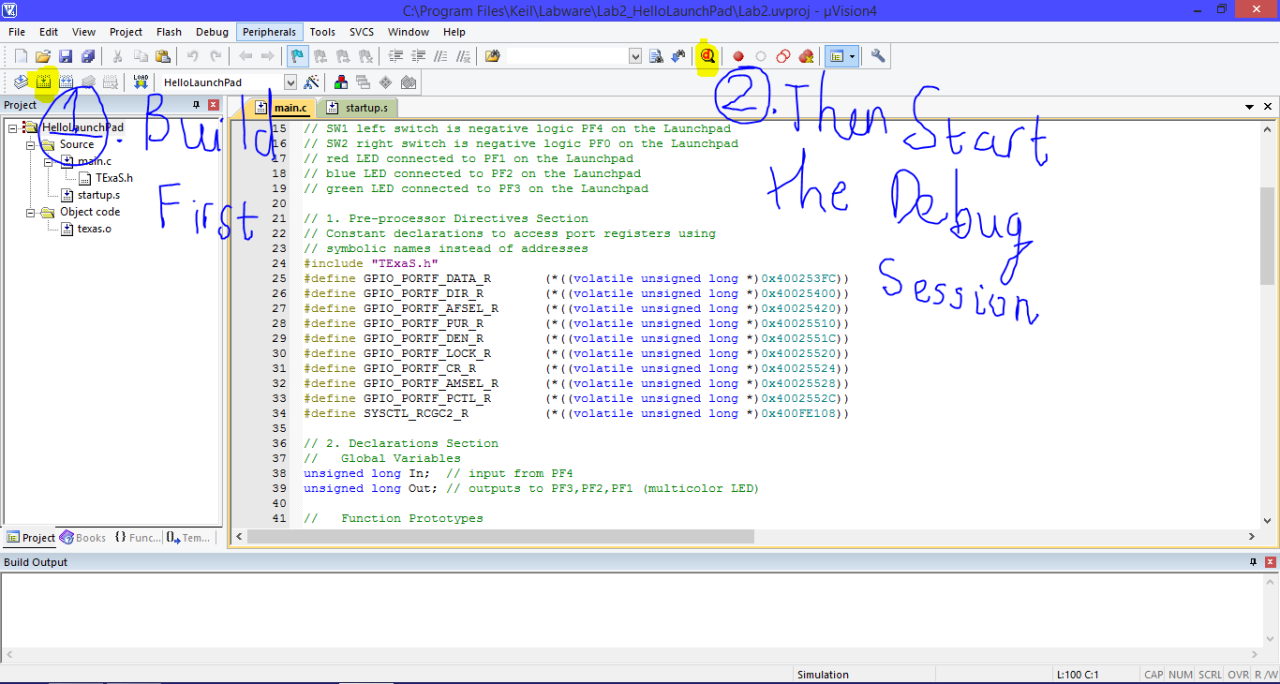 C:\Program Files\Keil\Labware\Lab2_HelloLaunchPad\Lab2.uvproj - µVision4
File Edit View Project Flash Debug Peripherals Tools SVCS Window Help
LOAD HelloLaunchPad
Project
main.c startup.s
HelloLaunchPad
Source
main.c
TExaS.h
startup.s
Object code
texas.o
1. Build
First
2. Then Start
the Debug
Session
15 // SW1 left switch is negative logic PF4 on the Launchpad
16 // SW2 right switch is negative logic PF0 on the Launchpad
17 // red LED connected to PF1 on the Launchpad
18 // blue LED connected to PF2 on the Launchpad
19 // green LED connected to PF3 on the Launchpad
20
21 // 1. Pre-processor Directives Section
22 // Constant declarations to access port registers using
23 // symbolic names instead of addresses
24 #include "TExaS.h"
25 #define GPIO_PORTF_DATA_R (*((volatile unsigned long *)0x400253FC))
26 #define GPIO_PORTF_DIR_R (*((volatile unsigned long *)0x40025400))
27 #define GPIO_PORTF_AFSEL_R (*((volatile unsigned long *)0x40025420))
28 #define GPIO_PORTF_PUR_R (*((volatile unsigned long *)0x40025510))
29 #define GPIO_PORTF_DEN_R (*((volatile unsigned long *)0x4002551C))
30 #define GPIO_PORTF_LOCK_R (*((volatile unsigned long *)0x40025520))
31 #define GPIO_PORTF_CR_R (*((volatile unsigned long *)0x40025524))
32 #define GPIO_PORTF_AMSEL_R (*((volatile unsigned long *)0x40025528))
33 #define GPIO_PORTF_PCTL_R (*((volatile unsigned long *)0x4002552C))
34 #define SYSCTL_RCGC2_R (*((volatile unsigned long *)0x400FE108))
35
36 // 2. Declarations Section
37 // Global Variables
38 unsigned long In; // input from PF4
39 unsigned long Out; // outputs to PF3,PF2,PF1 (multicolor LED)
40
41 // Function Prototypes
Project Books {} Func... Tem...
Build Output
Simulation L:100 C:1 CAP NUM SCRL OVR R/W